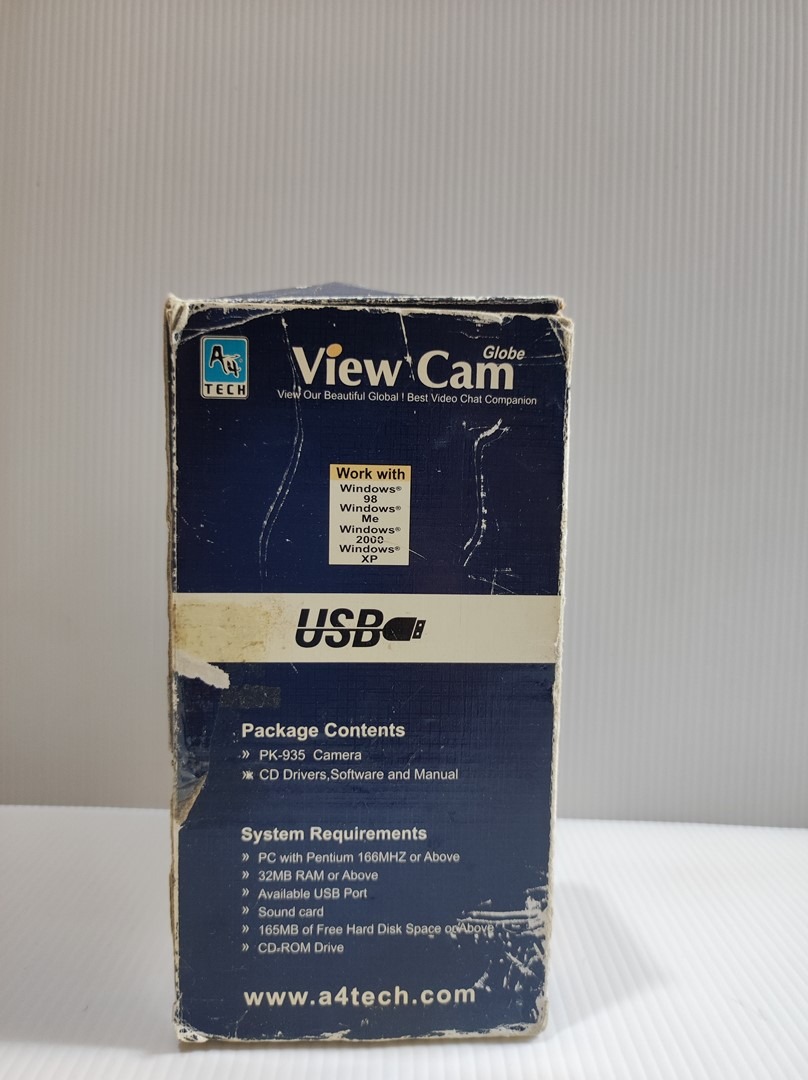 A4
TECH
View Cam Globe
View Our Beautiful Global ! Best Video Chat Companion
Work with
Windows®
98
Windows®
Me
Windows®
2000
Windows®
XP
USB
Package Contents
» PK-935 Camera
» CD Drivers,Software and Manual
System Requirements
» PC with Pentium 166MHZ or Above
» 32MB RAM or Above
» Available USB Port
» Sound card
» 165MB of Free Hard Disk Space or Above
» CD-ROM Drive
www.a4tech.com